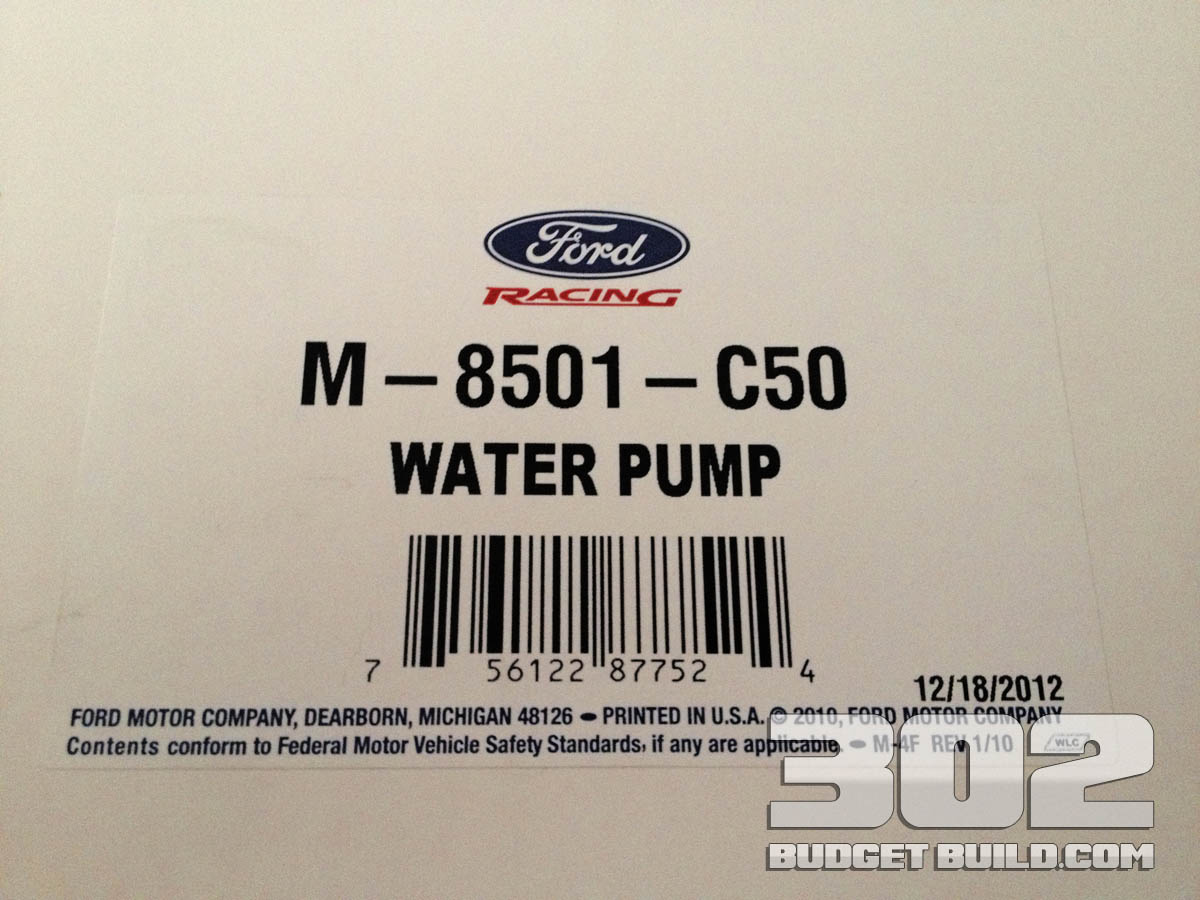 Ford
RACING
M – 8501 – C50
WATER PUMP
7 56122 87752 4
12/18/2012
FORD MOTOR COMPANY, DEARBORN, MICHIGAN 48126 – PRINTED IN U.S.A. © 2010, FORD MOTOR COMPANY
Contents conform to Federal Motor Vehicle Safety Standards, if any are applicable. – M-4F REV 1/10 WLC
302
BUDGET BUILD.COM